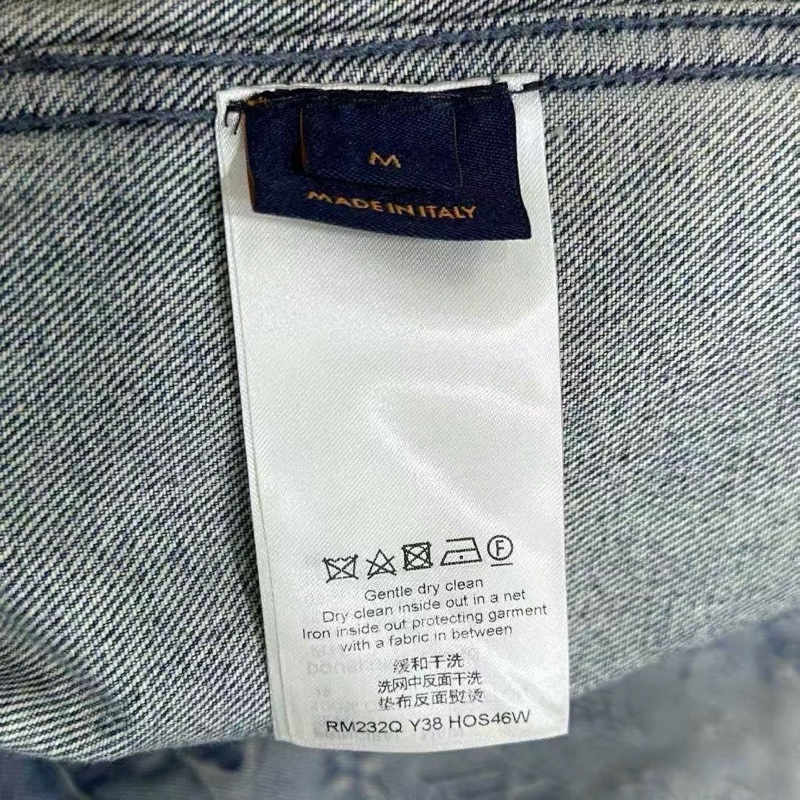 M
MADE IN ITALY
F
Gentle dry clean
Dry clean inside out in a net
Iron inside out protecting garment
with a fabric in between
缓和干洗
洗网中反面干洗
垫布反面熨烫
RM232Q Y38 HOS46W